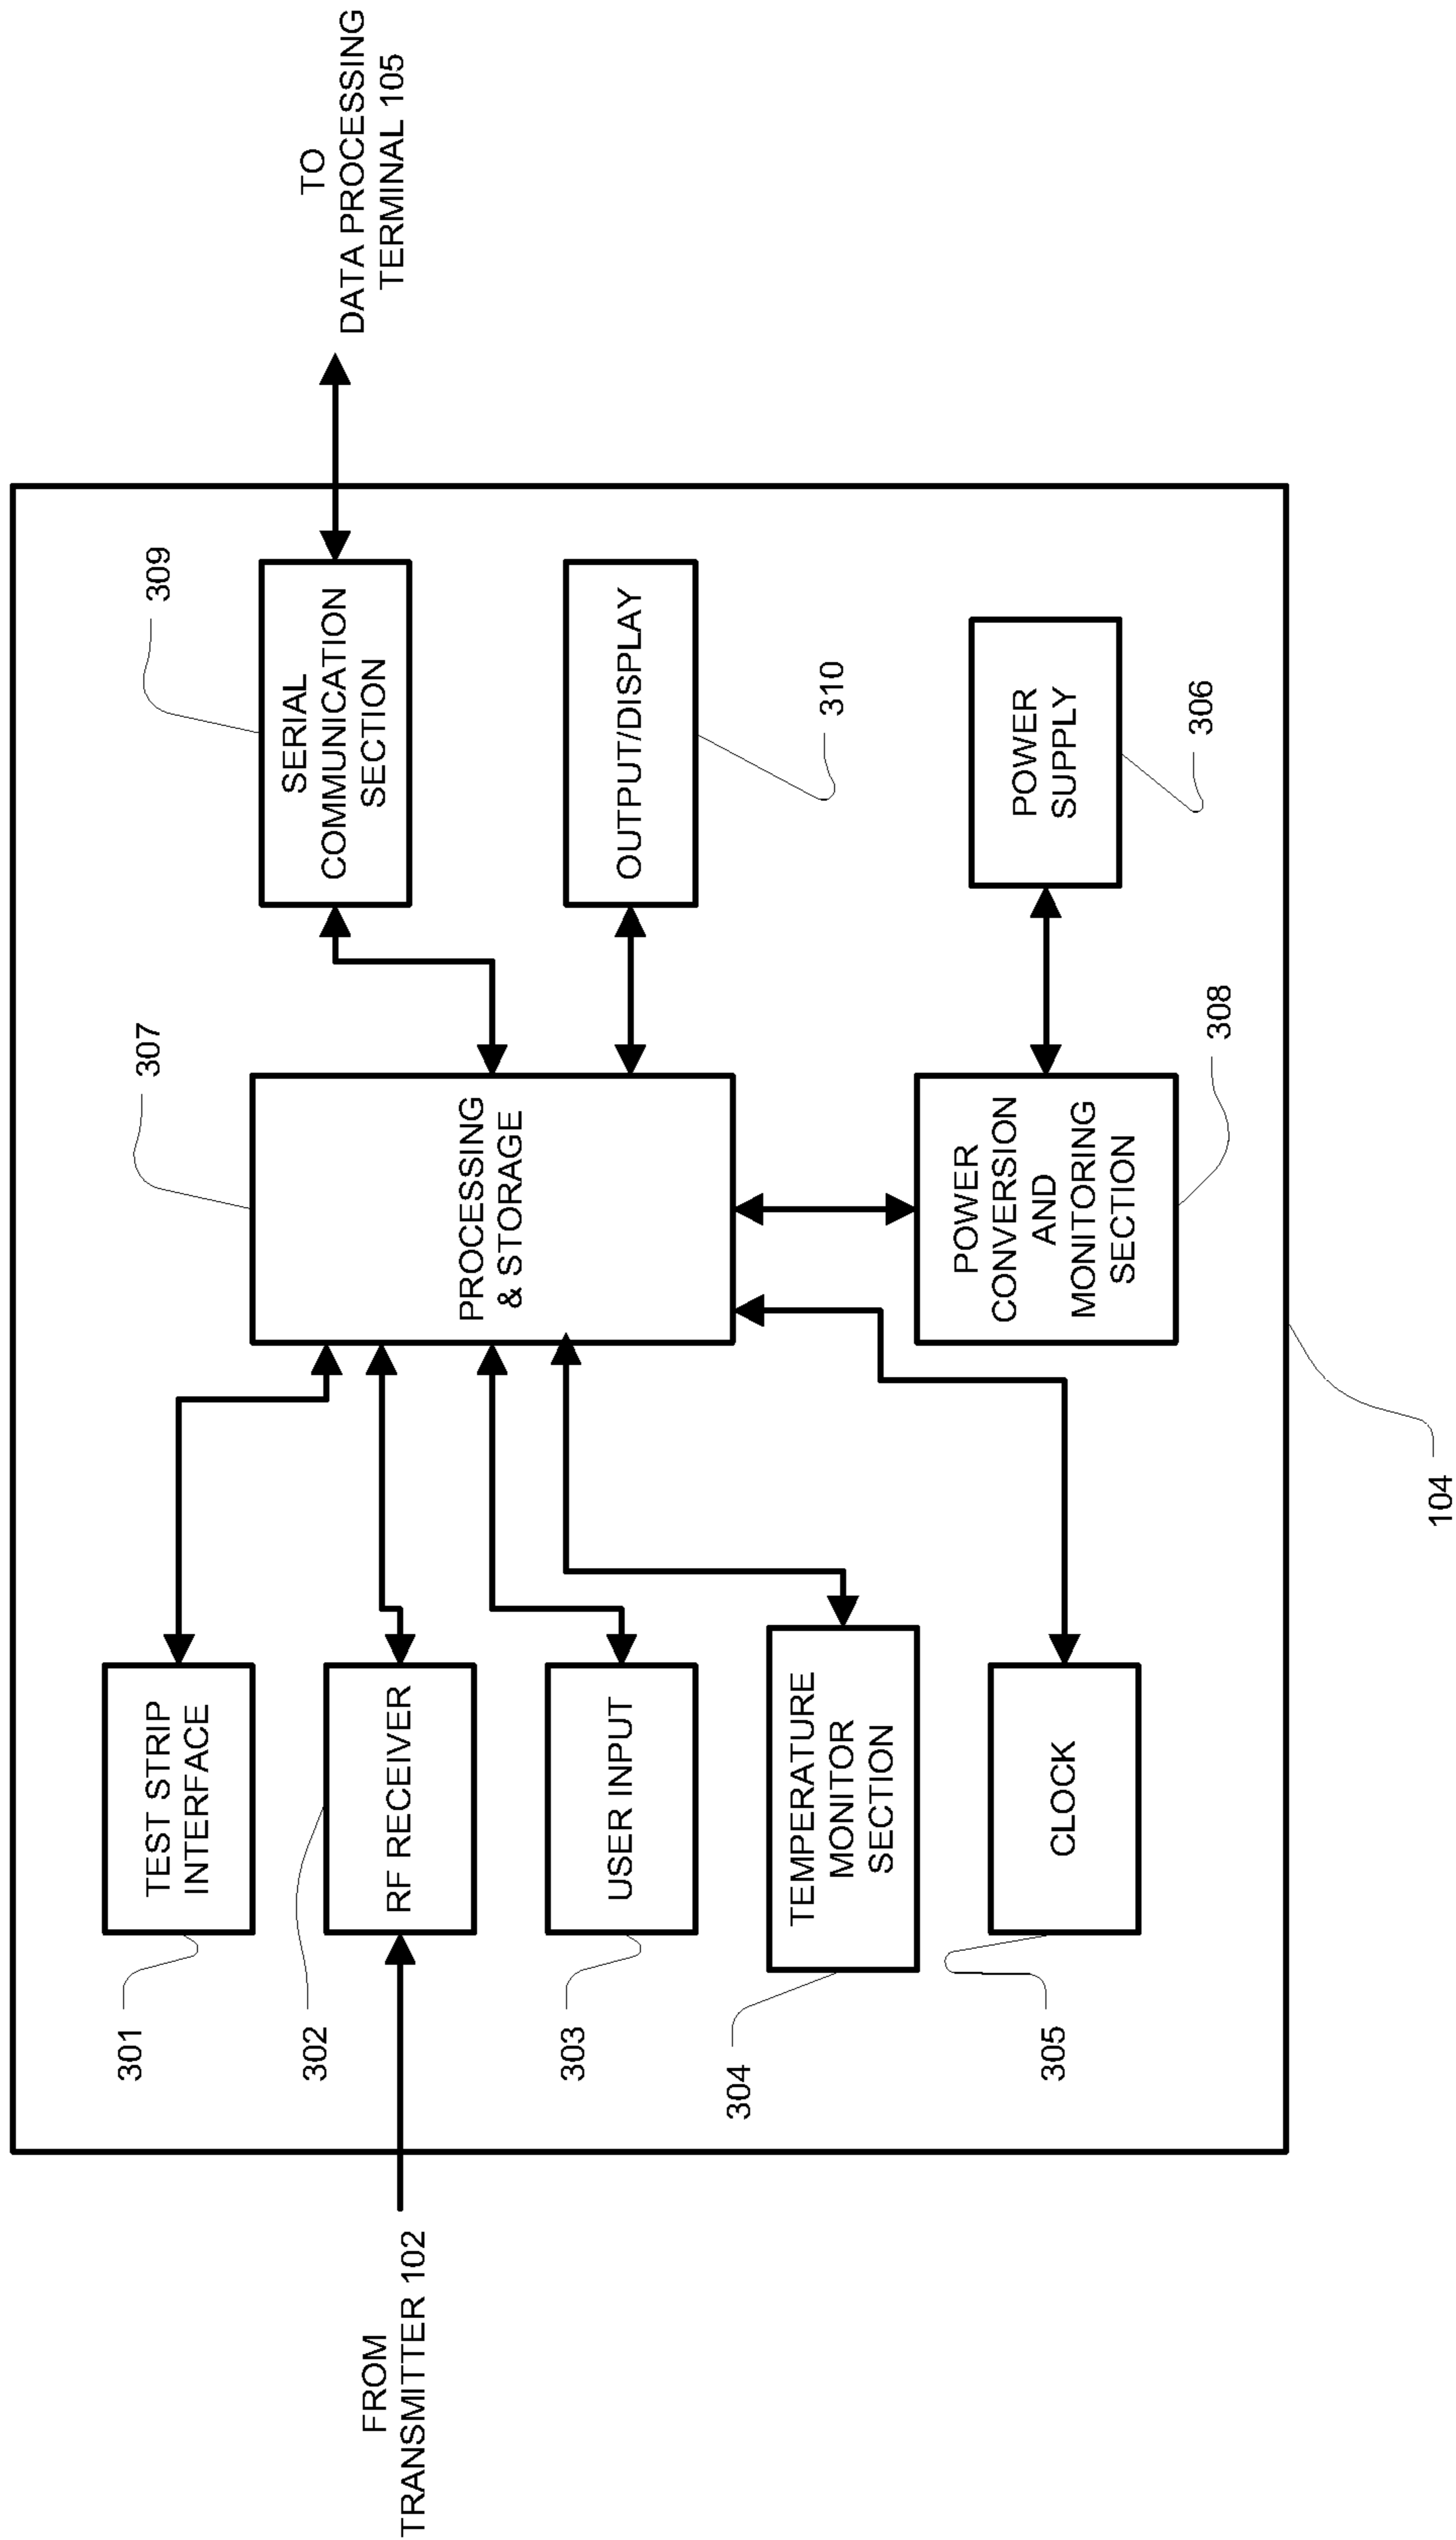 TEST STRIP
INTERFACE
301
FROM
TRANSMITTER 102
RF RECEIVER
302
USER INPUT
303
TEMPERATURE
MONITOR
SECTION
304
CLOCK
305
PROCESSING
& STORAGE
307
POWER
CONVERSION
AND
MONITORING
SECTION
308
SERIAL
COMMUNICATION
SECTION
309
TO
DATA PROCESSING
TERMINAL 105
OUTPUT/DISPLAY
310
POWER
SUPPLY
306
104